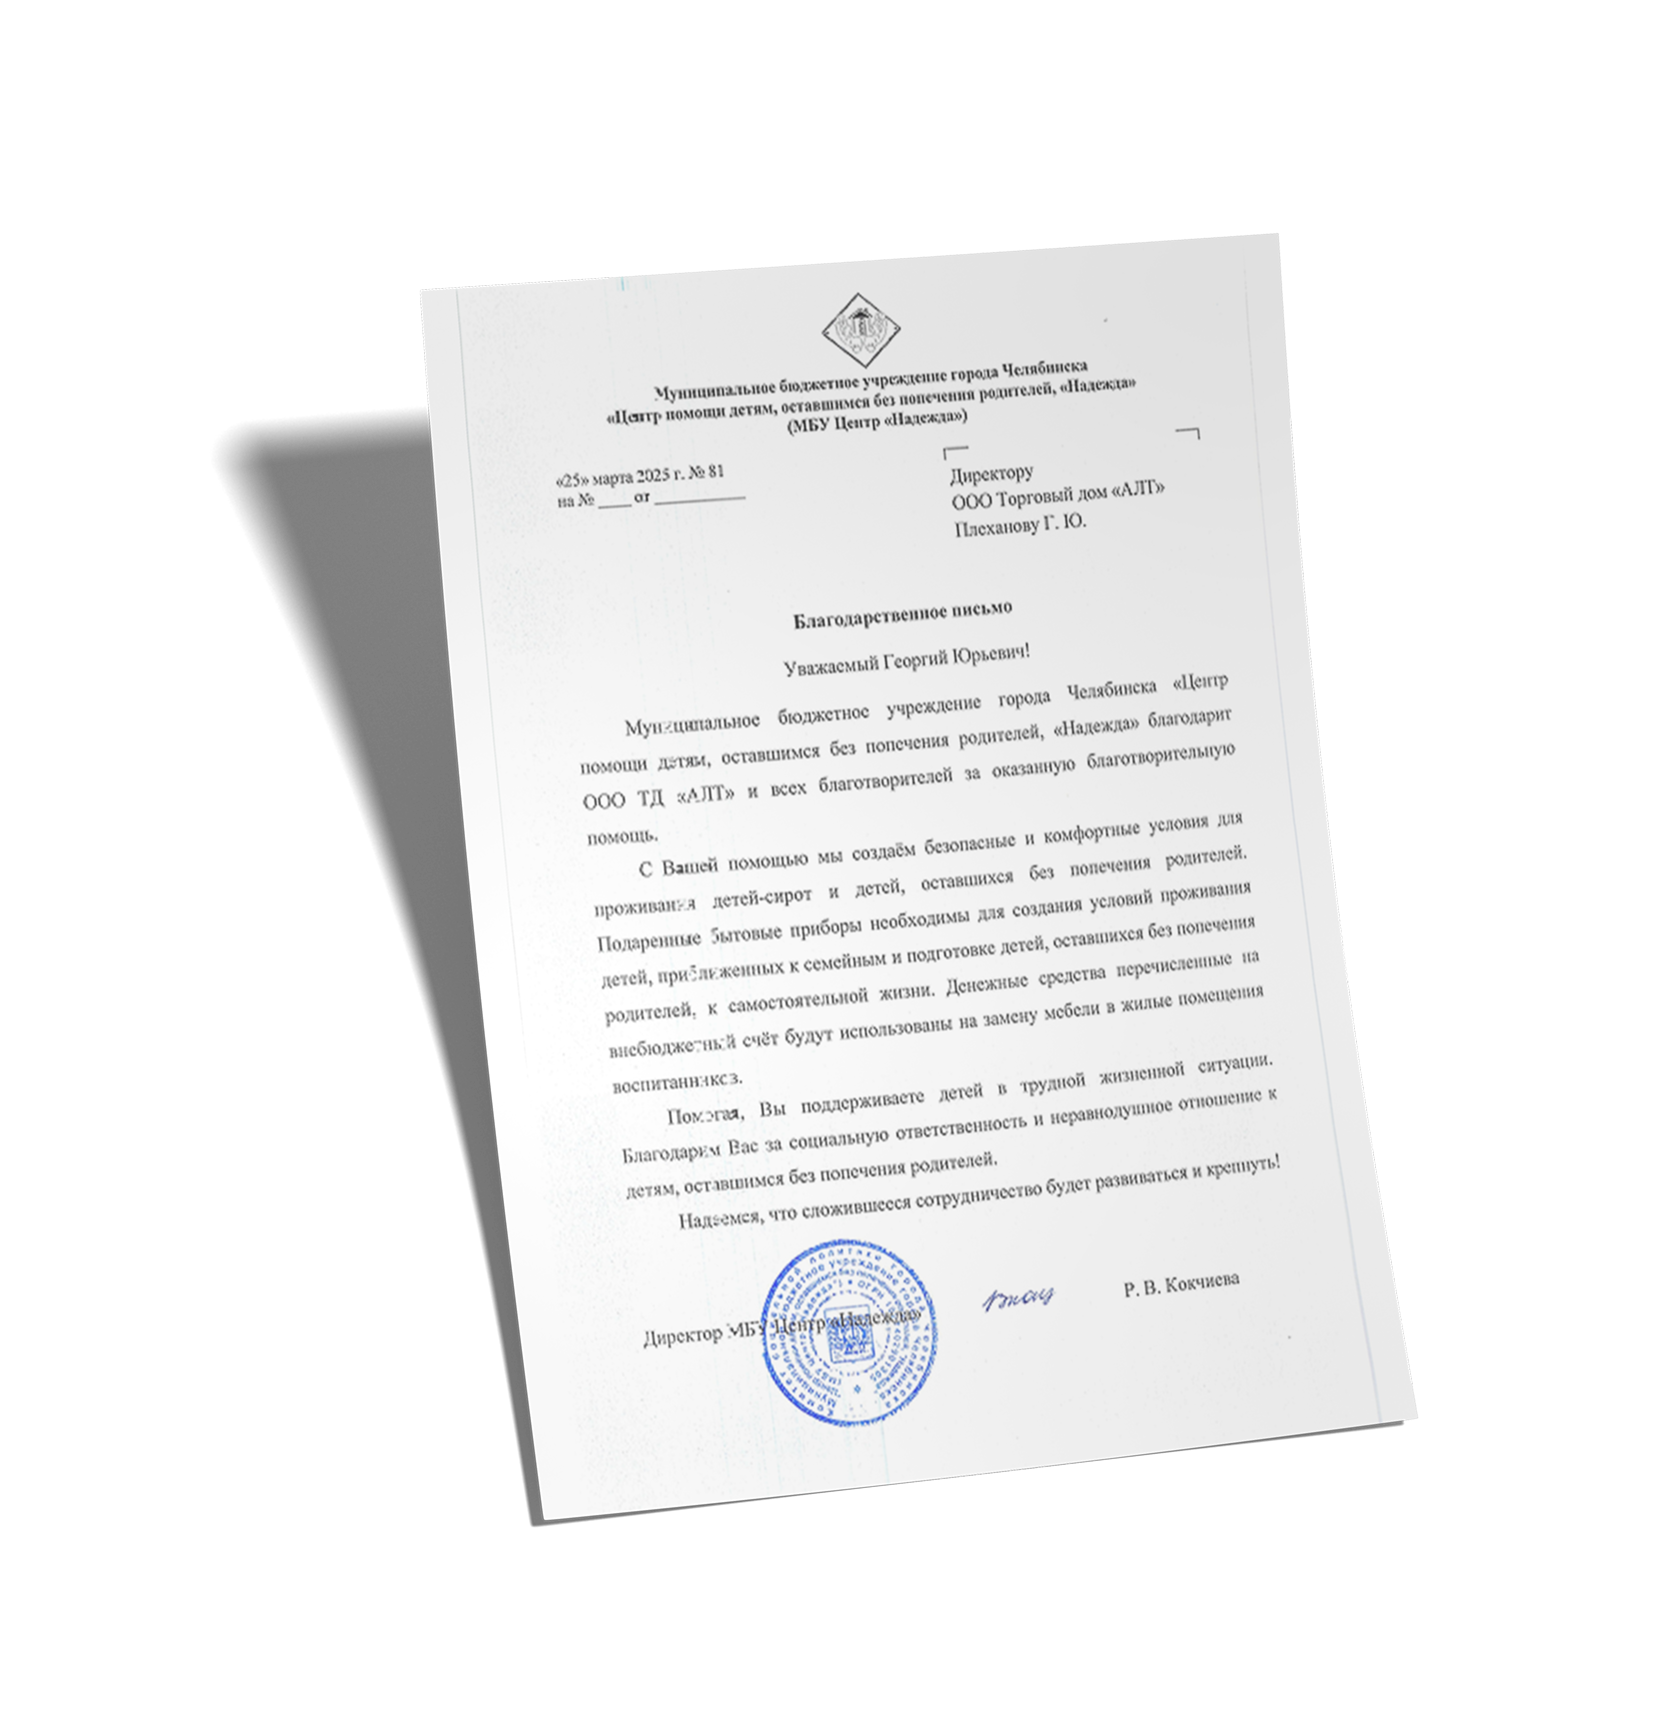 Муниципальное бюджетное учреждение города Челябинска
«Центр помощи детям, оставшимся без попечения родителей, «Надежда»
(МБУ Центр «Надежда»)
«25» марта 2025 г. № 81
на № ____ от __________
Директору
ООО Торговый дом «АЛТ»
Плеханову Г. Ю.
Благодарственное письмо
Уважаемый Георгий Юрьевич!
Муниципальное бюджетное учреждение города Челябинска «Центр
помощи детям, оставшимся без попечения родителей, «Надежда» благодарит
ООО ТД «АЛТ» и всех благотворителей за оказанную благотворительную
помощь.
С Вашей помощью мы создаём безопасные и комфортные условия для
проживания детей-сирот и детей, оставшихся без попечения родителей.
Подаренные бытовые приборы необходимы для создания условий проживания
детей, приближенных к семейным и подготовке детей, оставшихся без попечения
родителей, к самостоятельной жизни. Денежные средства перечисленные на
внебюджетный счёт будут использованы на замену мебели в жилые помещения
воспитанников.
Помогая, Вы поддерживаете детей в трудной жизненной ситуации.
Благодарим Вас за социальную ответственность и неравнодушное отношение к
детям, оставшимся без попечения родителей.
Надеемся, что сложившееся сотрудничество будет развиваться и крепнуть!
Директор МБУ Центр «Надежда»
Р. В. Кокчиева
Комитет социальной политики города Челябинска